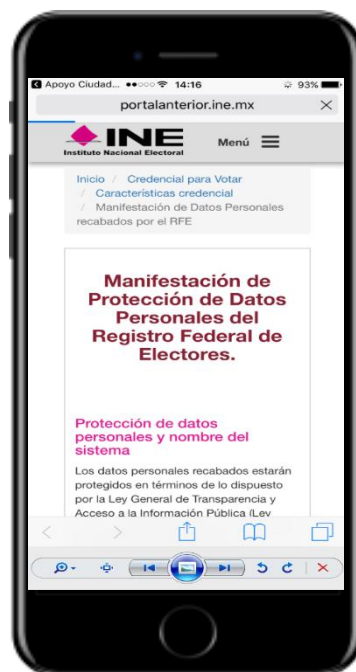 Apoyo Ciudad... 14:16 93%
portalanterior.ine.mx
INE
Instituto Nacional Electoral
Menú
Inicio / Credencial para Votar
/ Características credencial
/ Manifestación de Datos Personales
recabados por el RFE
Manifestación de
Protección de Datos
Personales del
Registro Federal de
Electores.
Protección de datos
personales y nombre del
sistema
Los datos personales recabados estarán
protegidos en términos de lo dispuesto
por la Ley General de Transparencia y
Acceso a la Información Pública (Ley